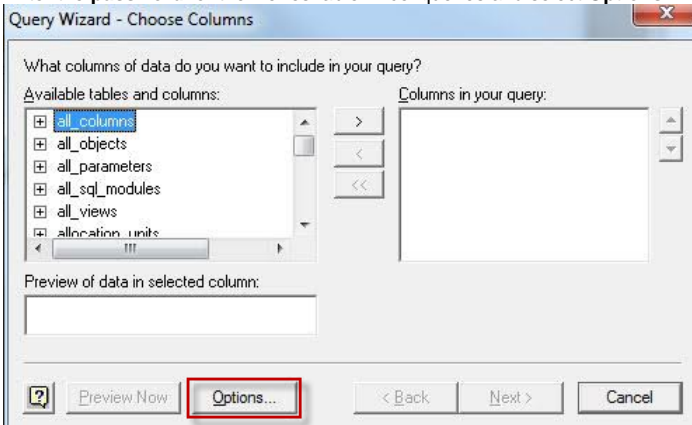 Query Wizard - Choose Columns
What columns of data do you want to include in your query?
Available tables and columns:
Columns in your query:
all_columns
all_objects
all_parameters
all_sql_modules
all_views
allocation_units
>
<
<<
Preview of data in selected column:
Preview Now
Options...
< Back
Next >
Cancel